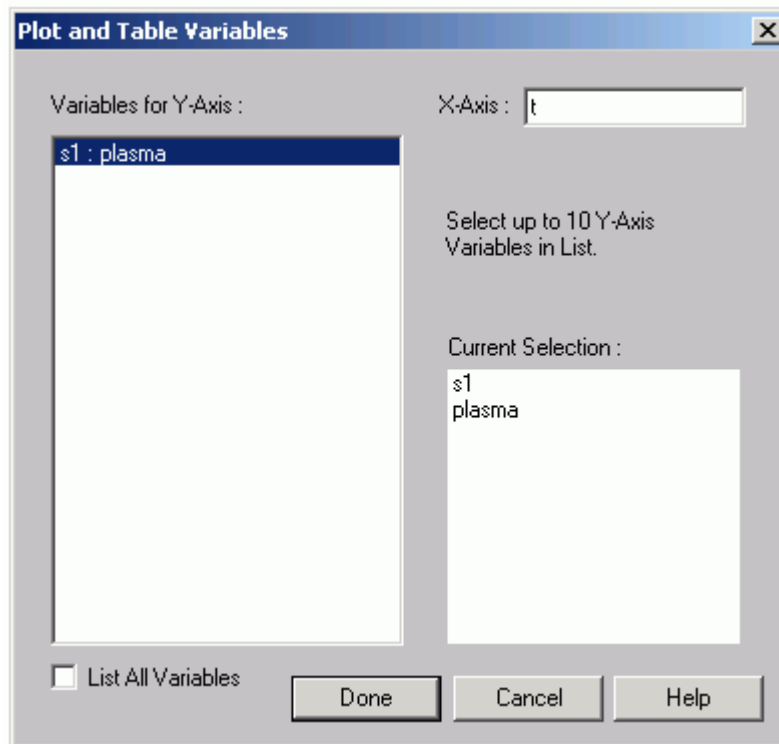 Plot and Table Variables
Variables for Y-Axis :
X-Axis : t
s1 : plasma
Select up to 10 Y-Axis
Variables in List.
Current Selection :
s1
plasma
List All Variables
Done
Cancel
Help